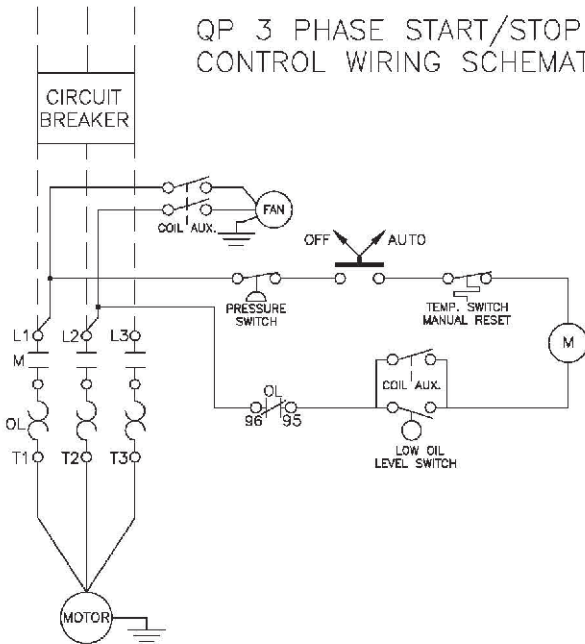 QP 3 PHASE START/STOP
CONTROL WIRING SCHEMAT
CIRCUIT
BREAKER
FAN
COIL AUX.
OFF
AUTO
PRESSURE
SWITCH
TEMP. SWITCH
MANUAL RESET
L1
L2
L3
M
M
COIL AUX.
OL
OL
96
95
T1
T2
T3
LOW OIL
LEVEL SWITCH
MOTOR